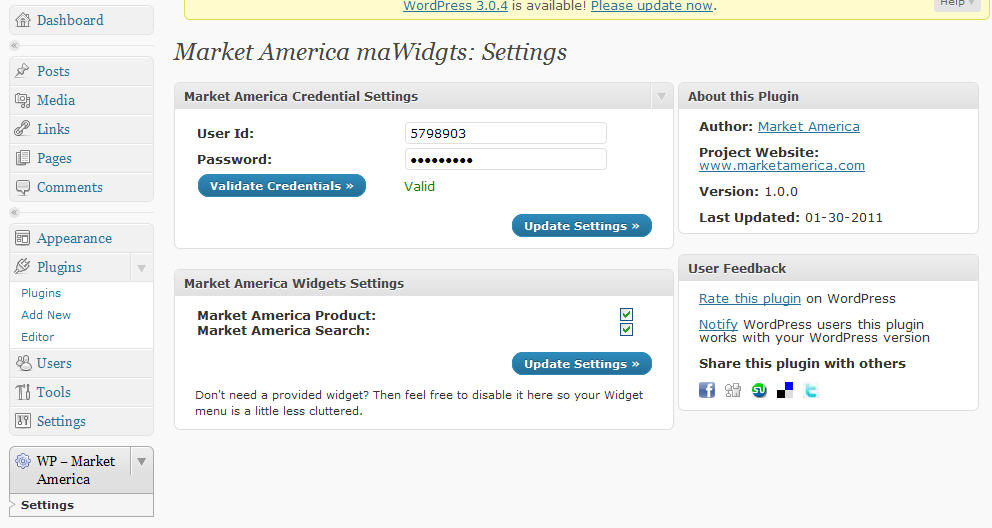 WordPress 3.0.4 is available! Please update now.
Help
Dashboard
Posts
Media
Links
Pages
Comments
Appearance
Plugins
Plugins
Add New
Editor
Users
Tools
Settings
WP – Market
America
Settings
Market America maWidgts: Settings
Market America Credential Settings
User Id: 5798903
Password: •••••••••
Validate Credentials » Valid
Update Settings »
Market America Widgets Settings
Market America Product:
Market America Search:
Update Settings »
Don't need a provided widget? Then feel free to disable it here so your Widget
menu is a little less cluttered.
About this Plugin
Author: Market America
Project Website:
www.marketamerica.com
Version: 1.0.0
Last Updated: 01-30-2011
User Feedback
Rate this plugin on WordPress
Notify WordPress users this plugin
works with your WordPress version
Share this plugin with others